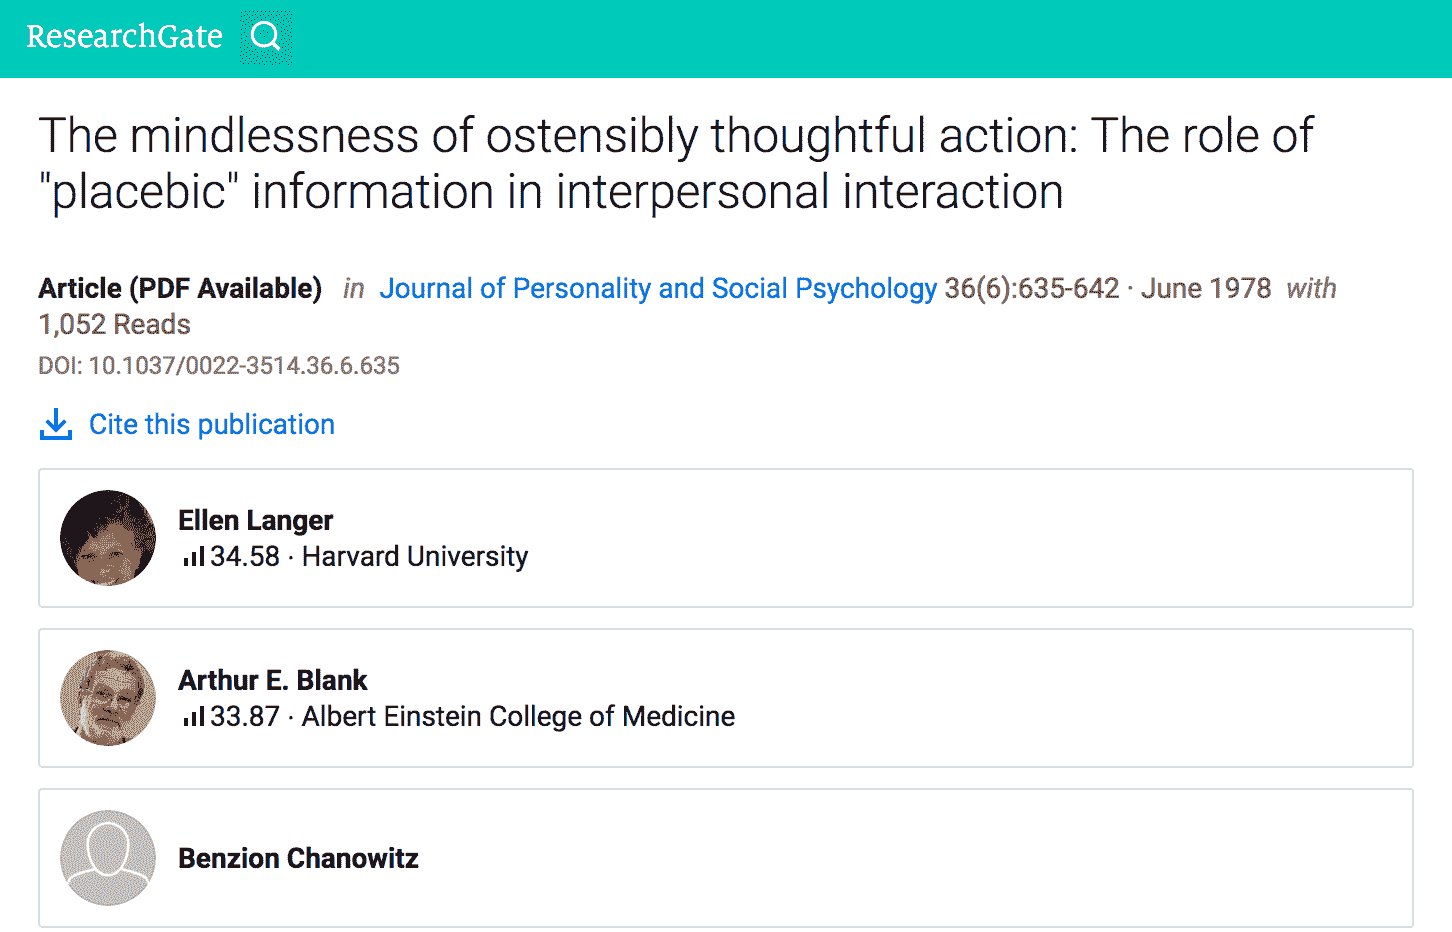 ResearchGate
The mindlessness of ostensibly thoughtful action: The role of
"placebic" information in interpersonal interaction
Article (PDF Available) in Journal of Personality and Social Psychology 36(6):635-642 · June 1978 with
1,052 Reads
DOI: 10.1037/0022-3514.36.6.635
Cite this publication
Ellen Langer
34.58 · Harvard University
Arthur E. Blank
33.87 · Albert Einstein College of Medicine
Benzion Chanowitz